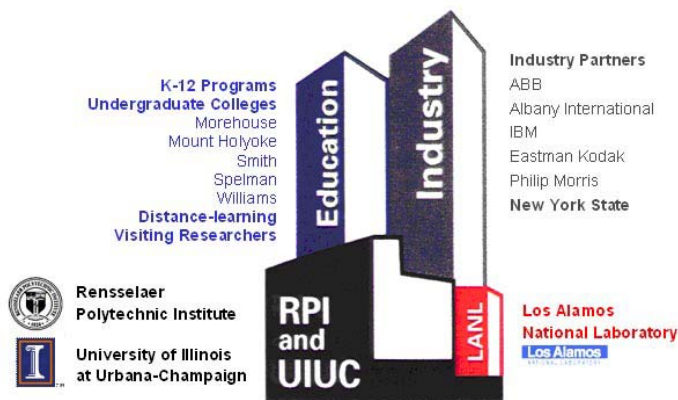 K-12 Programs
Undergraduate Colleges
Morehouse
Mount Holyoke
Smith
Spelman
Williams
Distance-learning
Visiting Researchers
Education
Industry
Industry Partners
ABB
Albany International
IBM
Eastman Kodak
Philip Morris
New York State
Rensselaer
Polytechnic Institute
University of Illinois
at Urbana-Champaign
I
RPI
and
UIUC
LANL
Los Alamos
National Laboratory
Los Alamos
NATIONAL LABORATORY